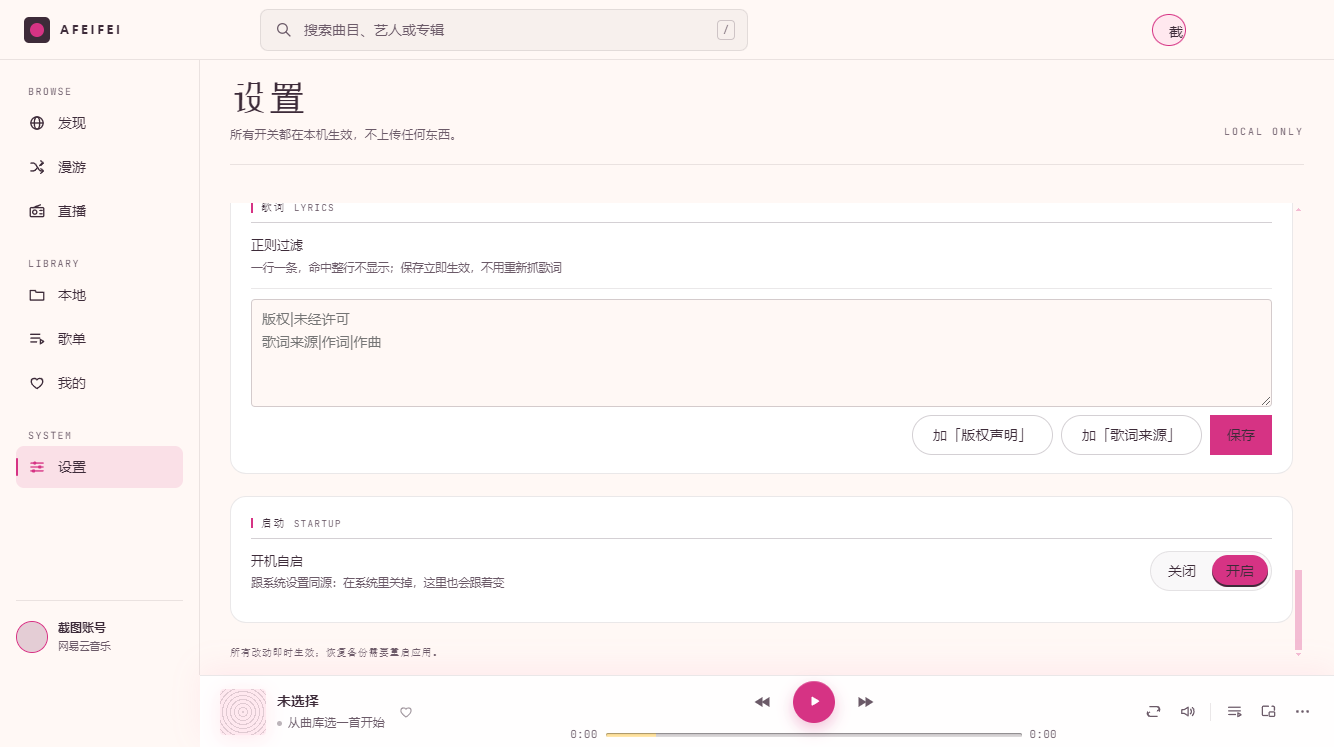 AFEIFEI
搜索曲目、艺人或专辑
/
截
BROWSE
发现
漫游
直播
LIBRARY
本地
歌单
我的
SYSTEM
设置
截图账号
网易云音乐
设置
所有开关都在本机生效，不上传任何东西。
LOCAL ONLY
歌词 LYRICS
正则过滤
一行一条，命中整行不显示；保存立即生效，不用重新抓歌词
版权|未经许可
歌词来源|作词|作曲
加「版权声明」
加「歌词来源」
保存
启动 STARTUP
开机自启
跟系统设置同源：在系统里关掉，这里也会跟着变
关闭
开启
所有改动即时生效；恢复备份需要重启应用。
未选择
从曲库选一首开始
0:00
0:00